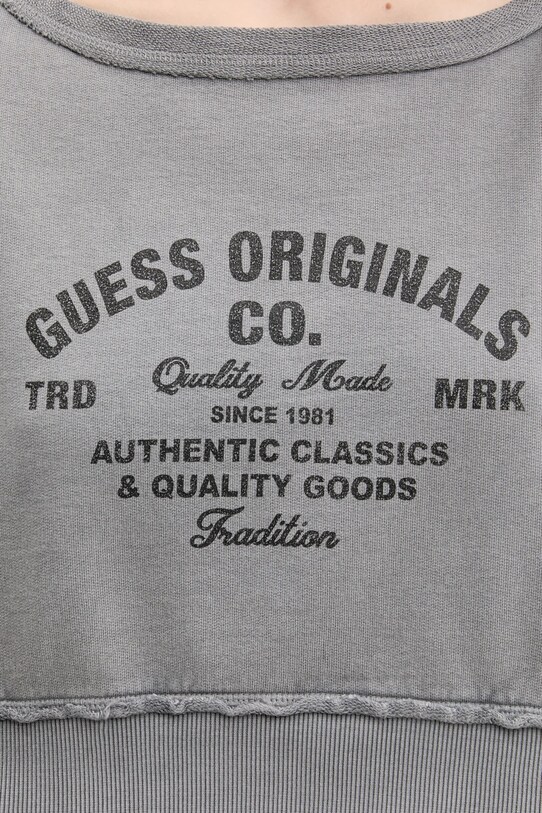 GUESS ORIGINALS
CO.
Quality Made
TRD MRK
SINCE 1981
AUTHENTIC CLASSICS
& QUALITY GOODS
Tradition